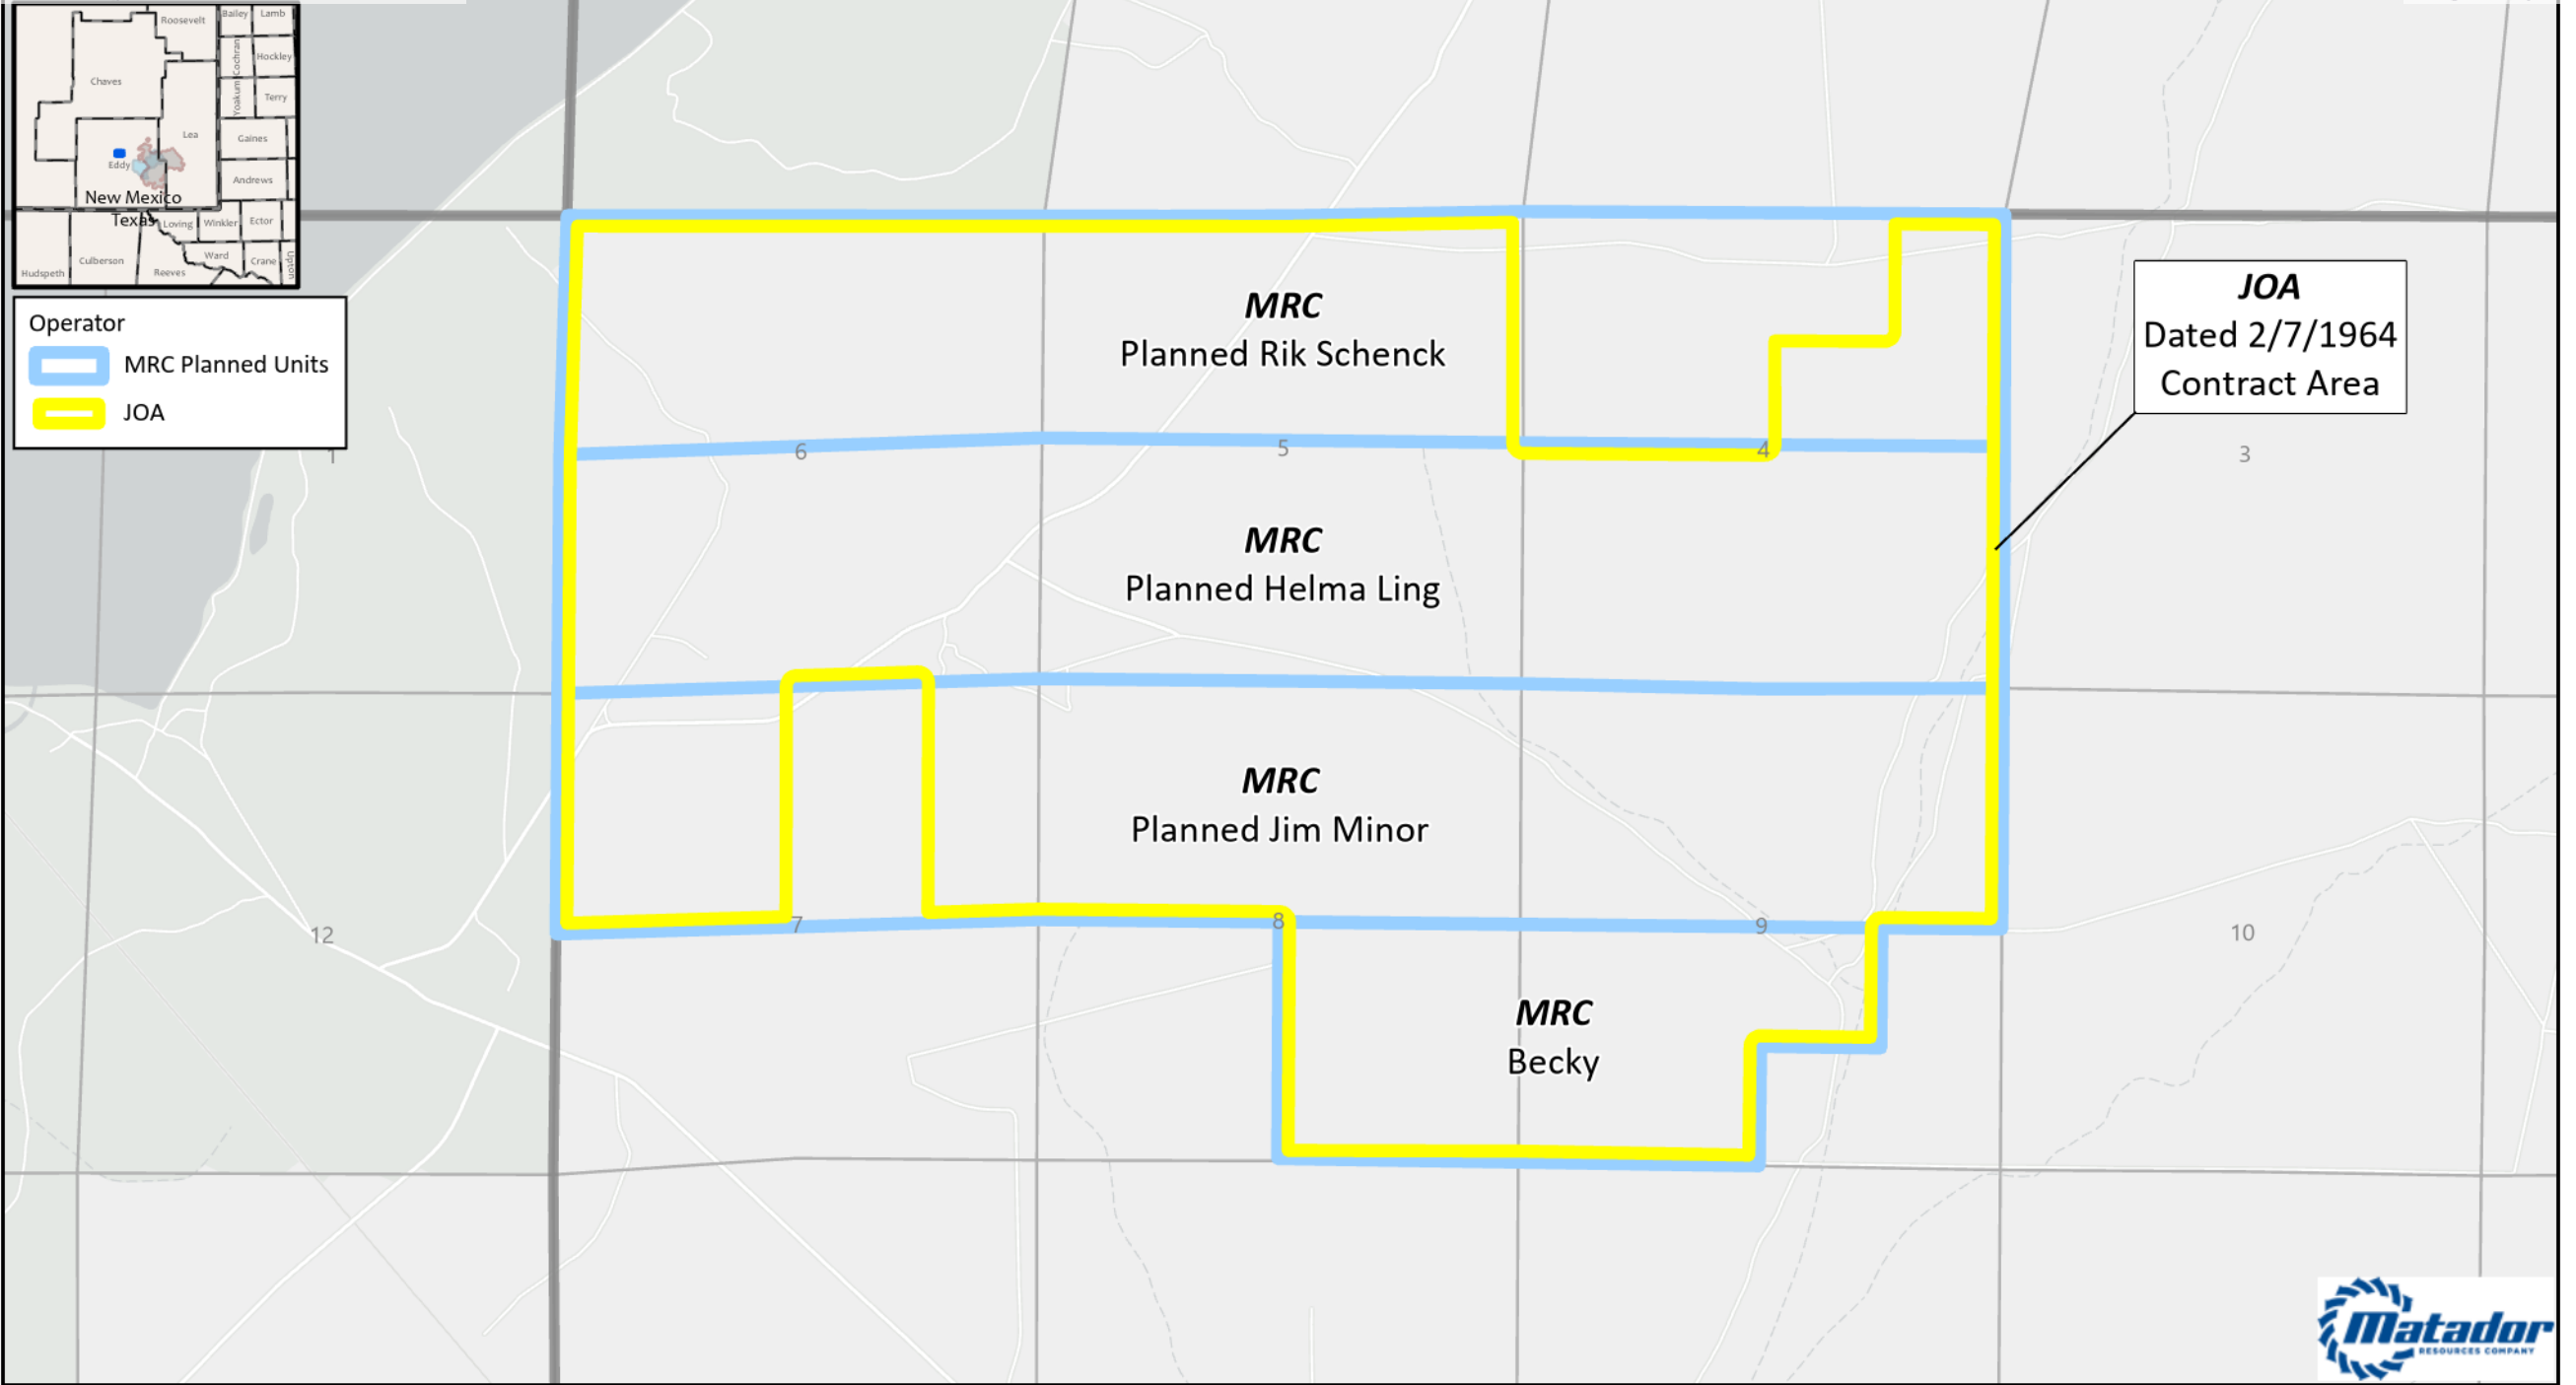 Roosevelt
Bailey
Lamb
Chaves
Cochran
Hockley
Yoakum
Terry
Lea
Gaines
Eddy
Andrews
New Mexico
Texas
Loving
Winkler
Ector
Hudspeth
Culberson
Reeves
Ward
Crane
Upton
Operator
MRC Planned Units
JOA
MRC
Planned Rik Schenck
JOA
Dated 2/7/1964
Contract Area
1
6
5
4
3
MRC
Planned Helma Ling
MRC
Planned Jim Minor
12
7
8
9
10
MRC
Becky
Matador
RESOURCES COMPANY